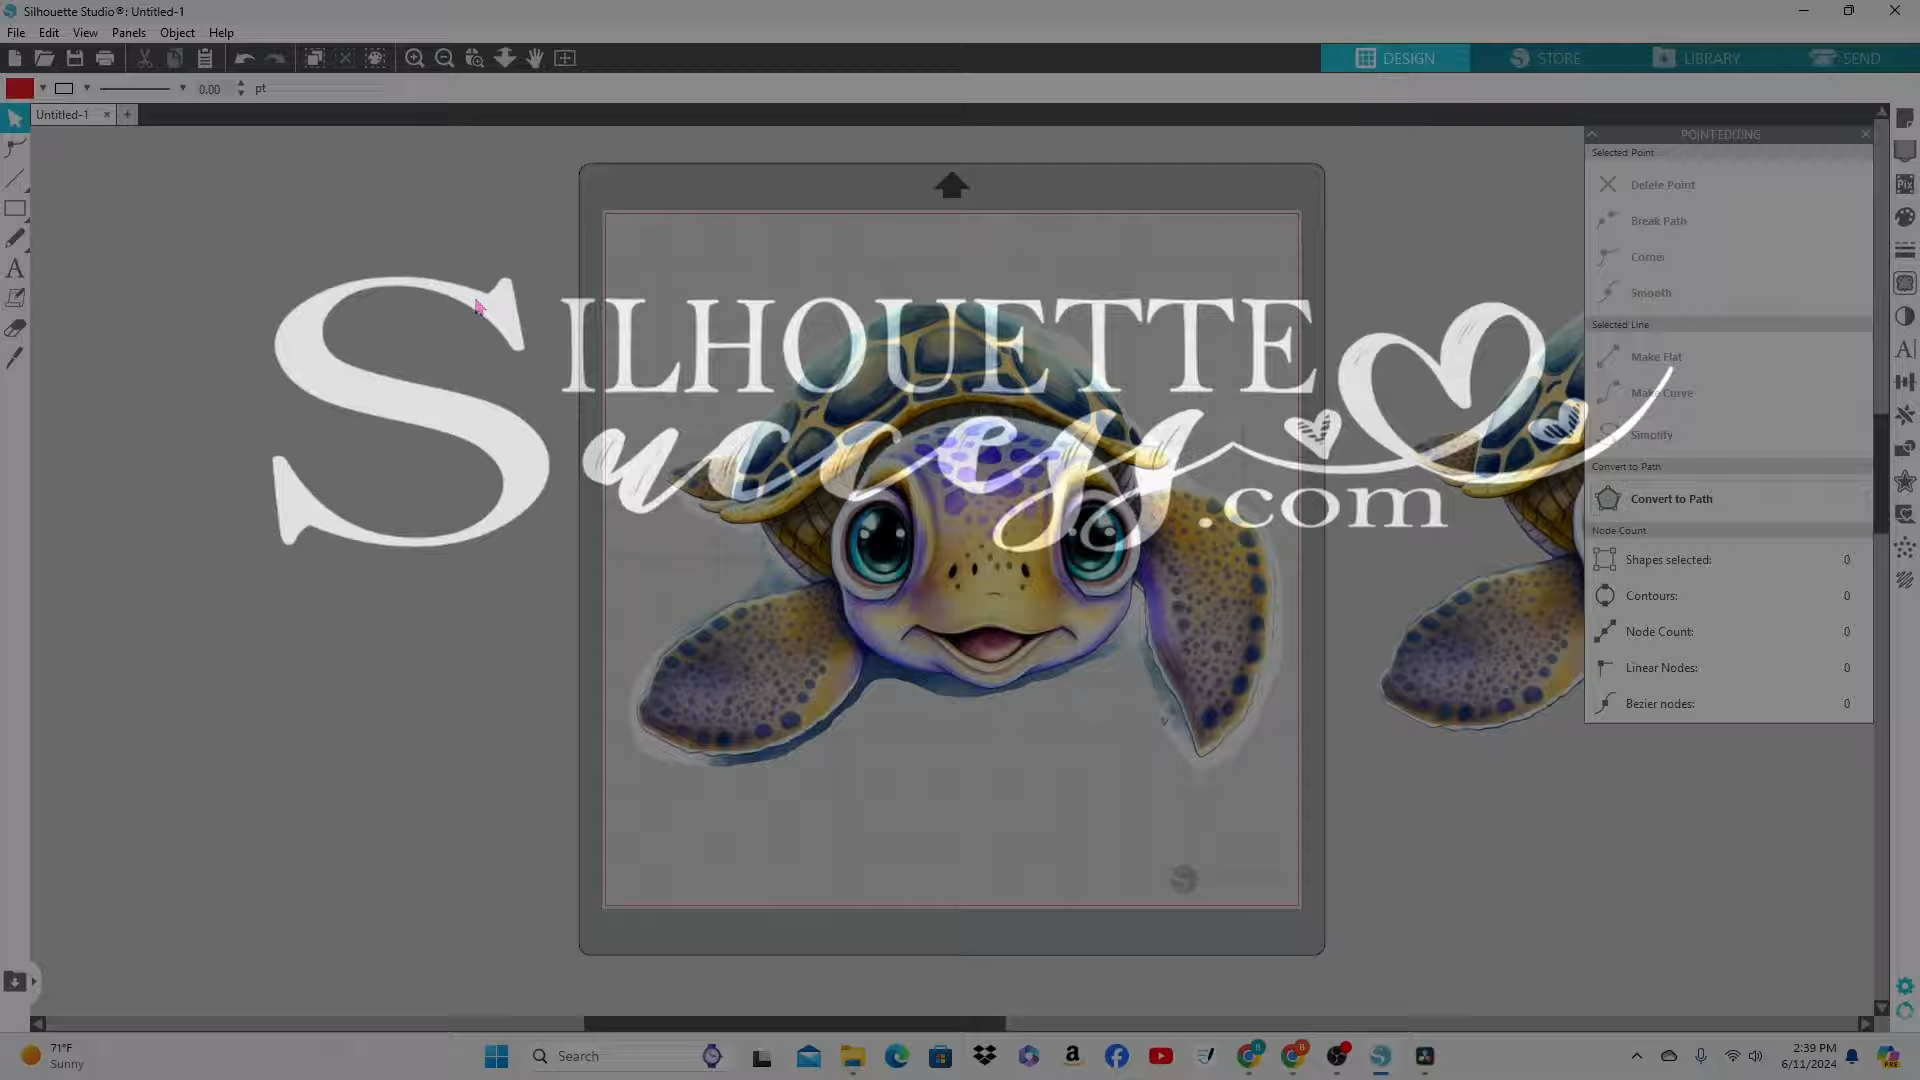 Silhouette Studio®: Untitled-1
File Edit View Panels Object Help
DESIGN STORE LIBRARY SEND
0.00 pt
Untitled-1
POINT EDITING
Selected Point
Delete Point
Break Path
Corner
Smooth
Selected Line
Make Flat
Make Curve
Simplify
Convert to Path
Convert to Path
Node Count
Shapes selected: 0
Contours: 0
Node Count: 0
Linear Nodes: 0
Bezier nodes: 0
SILHOUETTE
Success
.com
71°F
Sunny
Search
2:39 PM
6/11/2024